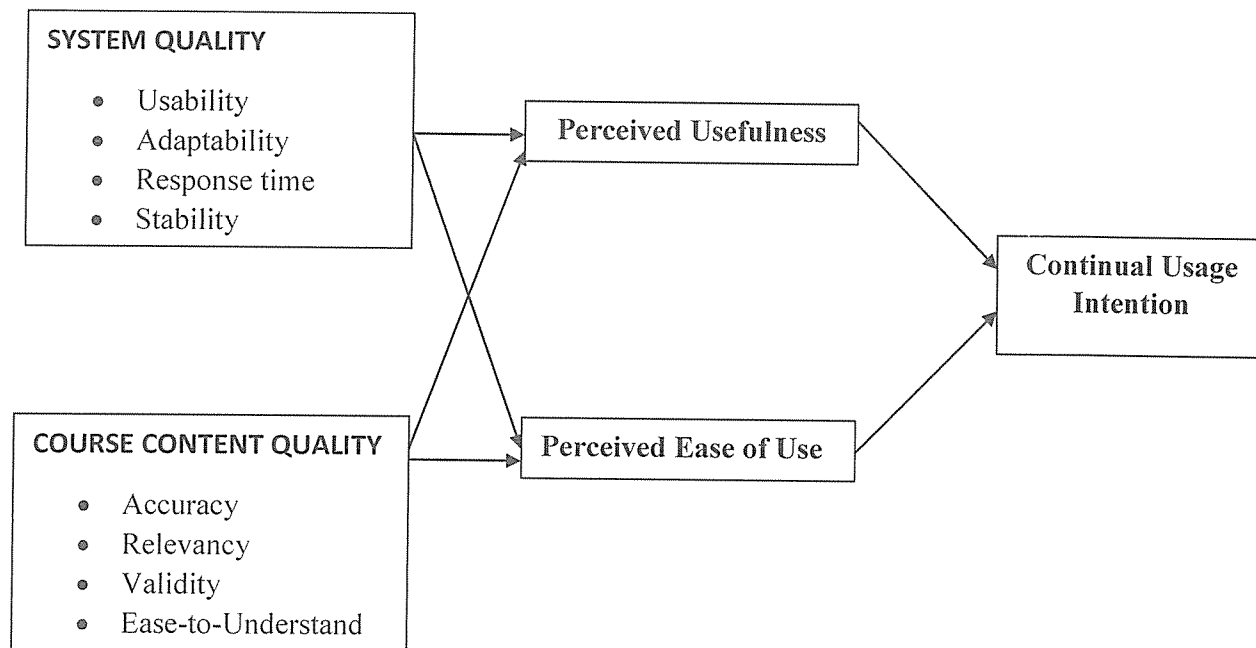 SYSTEM QUALITY
• Usability
• Adaptability
• Response time
• Stability
Perceived Usefulness
Continual Usage
Intention
COURSE CONTENT QUALITY
• Accuracy
• Relevancy
• Validity
• Ease-to-Understand
Perceived Ease of Use